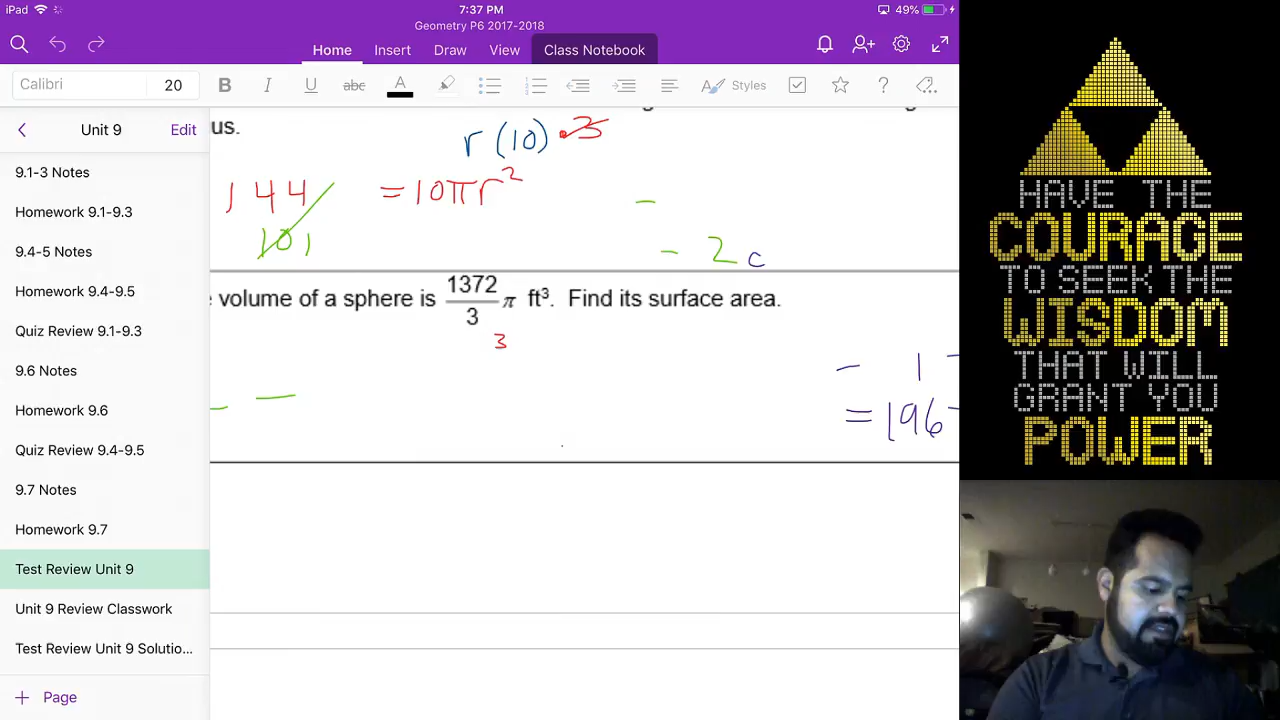 iPad 7:37 PM 49%
Geometry P6 2017-2018
Home Insert Draw View Class Notebook
Calibri 20 B I U abc A Styles ?
Unit 9 Edit
9.1-3 Notes
Homework 9.1-9.3
9.4-5 Notes
Homework 9.4-9.5
Quiz Review 9.1-9.3
9.6 Notes
Homework 9.6
Quiz Review 9.4-9.5
9.7 Notes
Homework 9.7
Test Review Unit 9
Unit 9 Review Classwork
Test Review Unit 9 Solutio...
+ Page
us.
r (10) · 3
144 = 10πr²
101
- 2c
volume of a sphere is 1372/3 π ft³. Find its surface area.
3
- 1
= 196
HAVE THE
COURAGE
TO SEEK THE
WISDOM
THAT WILL
GRANT YOU
POWER